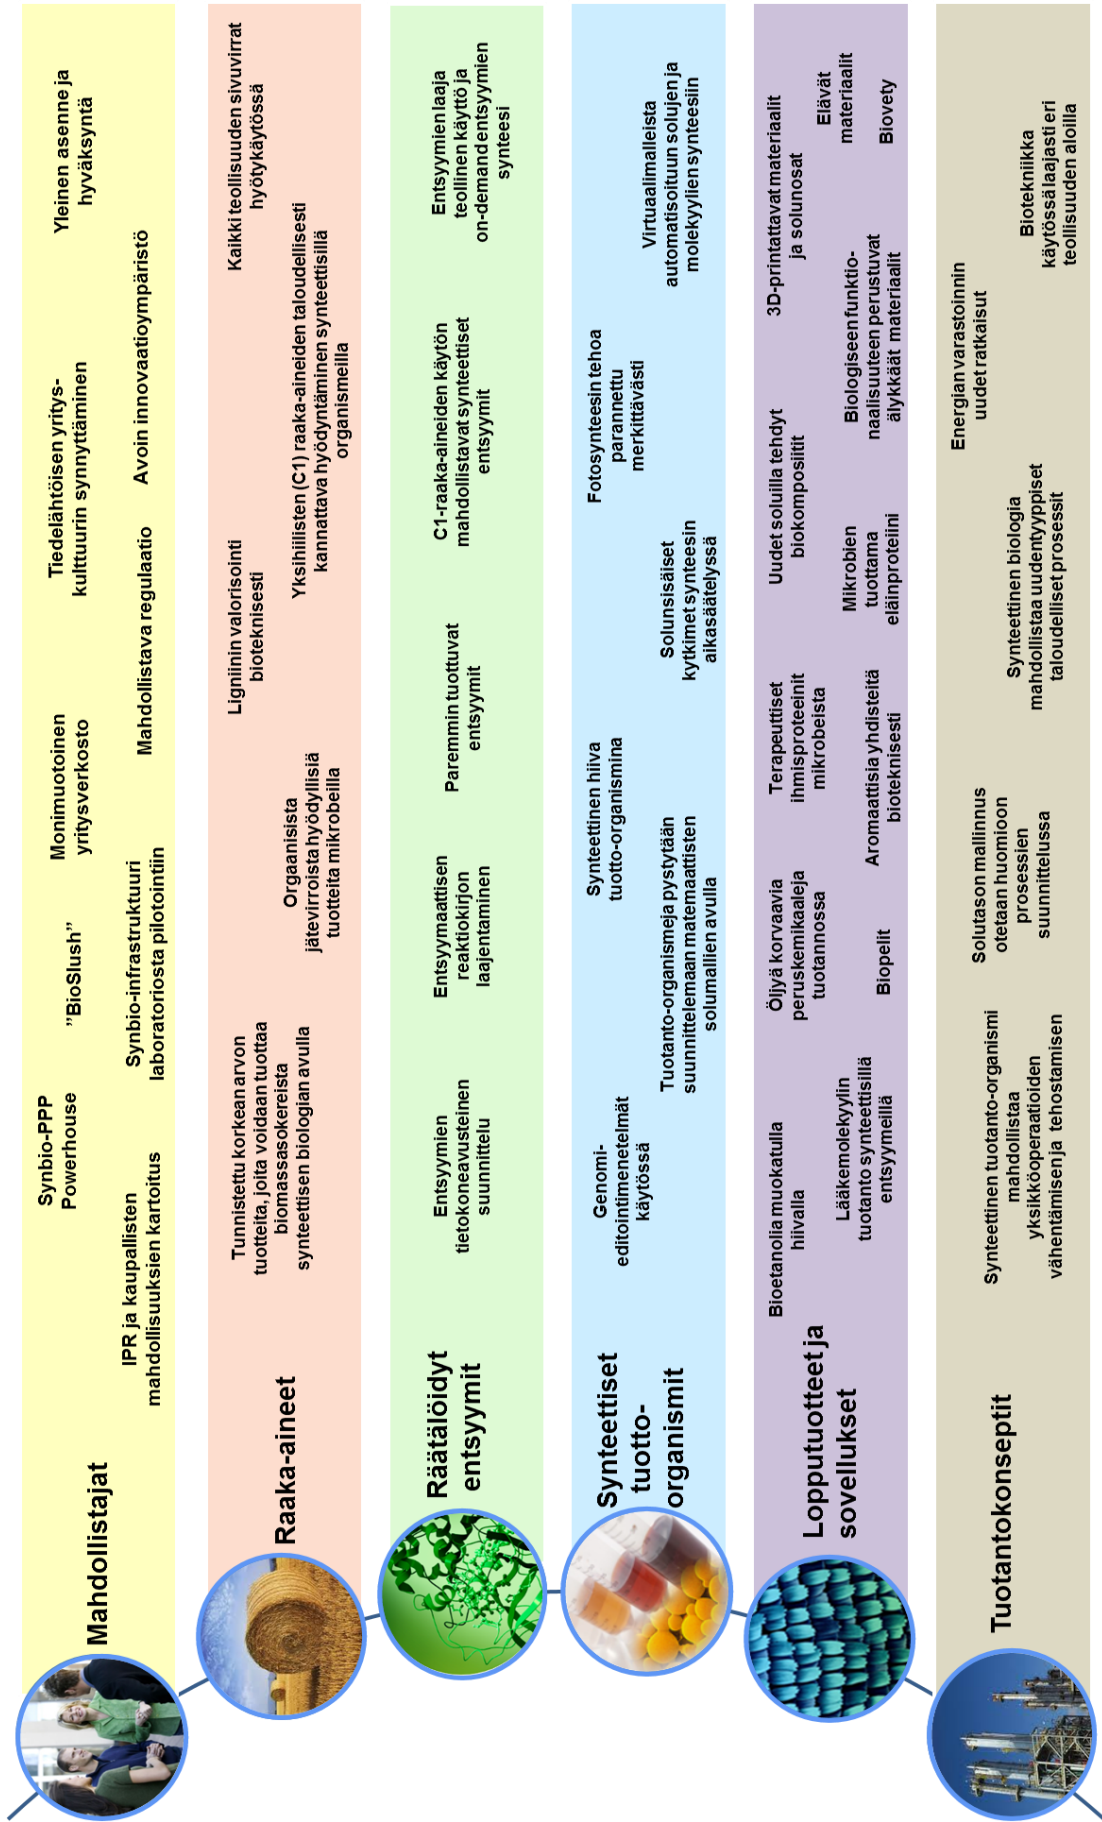 Mahdollistajat
IPR ja kaupallisten
mahdollisuuksien kartoitus
Synbio-PPP
Powerhouse
”BioSlush”
Synbio-infrastruktuuri
laboratoriosta pilotointiin
Monimuotoinen
yritysverkosto
Mahdollistava regulaatio
Tiedelähtöisen yritys-
kulttuurin synnyttäminen
Avoin innovaatioympäristö
Yleinen asenne ja
hyväksyntä
Raaka-aineet
Tunnistettu korkean arvon
tuotteita, joita voidaan tuottaa
biomassasokereista
synteettisen biologian avulla
Orgaanisista
jätevirroista hyödyllisiä
tuotteita mikrobeilla
Ligniinin valorisointi
bioteknisesti
Yksihiilisten (C1) raaka-aineiden taloudellisesti
kannattava hyödyntäminen synteettisillä
organismeilla
Kaikki teollisuuden sivuvirrat
hyötykäytössä
Räätälöidyt
entsyymit
Entsyymien
tietokoneavusteinen
suunnittelu
Entsymaattisen
reaktiokirjon
laajentaminen
Paremmin tuottuvat
entsyymit
C1-raaka-aineiden käytön
mahdollistavat synteettiset
entsyymit
Entsyymien laaja
teollinen käyttö ja
on-demand entsyymien
synteesi
Synteettiset
tuotto-
organismit
Genomi-
editointimenetelmät
käytössä
Tuotanto-organismeja pystytään
suunnittelemaan matemaattisten
solumallien avulla
Synteettinen hiiva
tuotto-organismina
Solunsisäiset
kytkimet synteesin
aikasäätelyssä
Fotosynteesin tehoa
parannettu
merkittävästi
Virtuaalimalleista
automatisoituun solujen ja
molekyylien synteesiin
Lopputuotteet ja
sovellukset
Bioetanolia muokatulla
hiivalla
Lääkemolekyylin
tuotanto synteettisillä
entsyymeillä
Öljyä korvaavia
peruskemikaaleja
tuotannossa
Biopelit
Terapeuttiset
ihmisproteeinit
mikrobeista
Aromaattisia yhdisteitä
bioteknisesti
Uudet soluilla tehdyt
biokomposiitit
Mikrobien
tuottama
eläinproteiini
3D-printattavat materiaalit
ja solunosat
Biologiseen funktio-
naalisuuteen perustuvat
älykkäät materiaalit
Elävät
materiaalit
Biovety
Tuotantokonseptit
Synteettinen tuotanto-organismi
mahdollistaa
yksikköoperaatioiden
vähentämisen ja tehostamisen
Solutason mallinnus
otetaan huomioon
prosessien
suunnittelussa
Synteettinen biologia
mahdollistaa uudentyyppiset
taloudelliset prosessit
Energian varastoinnin
uudet ratkaisut
Biotekniikka
käytössä laajasti eri
teollisuuden aloilla